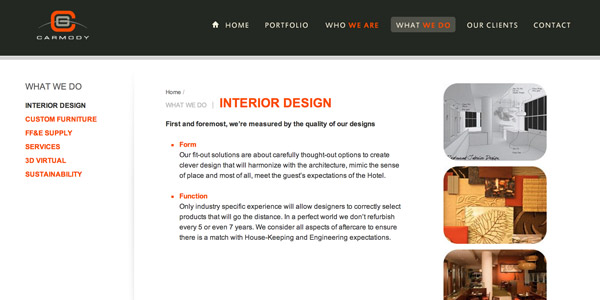 CARMODY
HOME PORTFOLIO WHO WE ARE WHAT WE DO OUR CLIENTS CONTACT
WHAT WE DO
INTERIOR DESIGN
CUSTOM FURNITURE
FF&E SUPPLY
SERVICES
3D VIRTUAL
SUSTAINABILITY
Home /
WHAT WE DO | INTERIOR DESIGN
First and foremost, we're measured by the quality of our designs
Form
Our fit-out solutions are about carefully thought-out options to create
clever design that will harmonize with the architecture, mimic the sense
of place and most of all, meet the guest's expectations of the Hotel.
Function
Only industry specific experience will allow designers to correctly select
products that will go the distance. In a perfect world we don't refurbish
every 5 or even 7 years. We consider all aspects of aftercare to ensure
there is a match with House-Keeping and Engineering expectations.
Interior Design